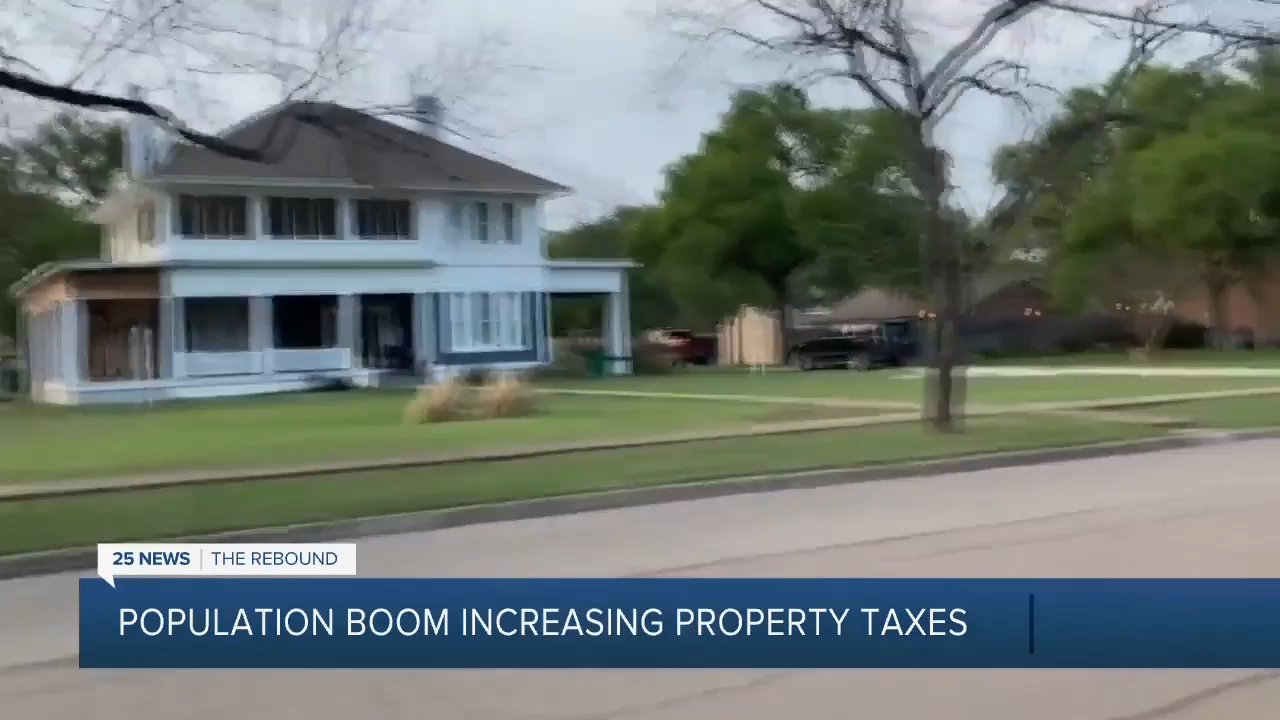 25 NEWS | THE REBOUND
POPULATION BOOM INCREASING PROPERTY TAXES